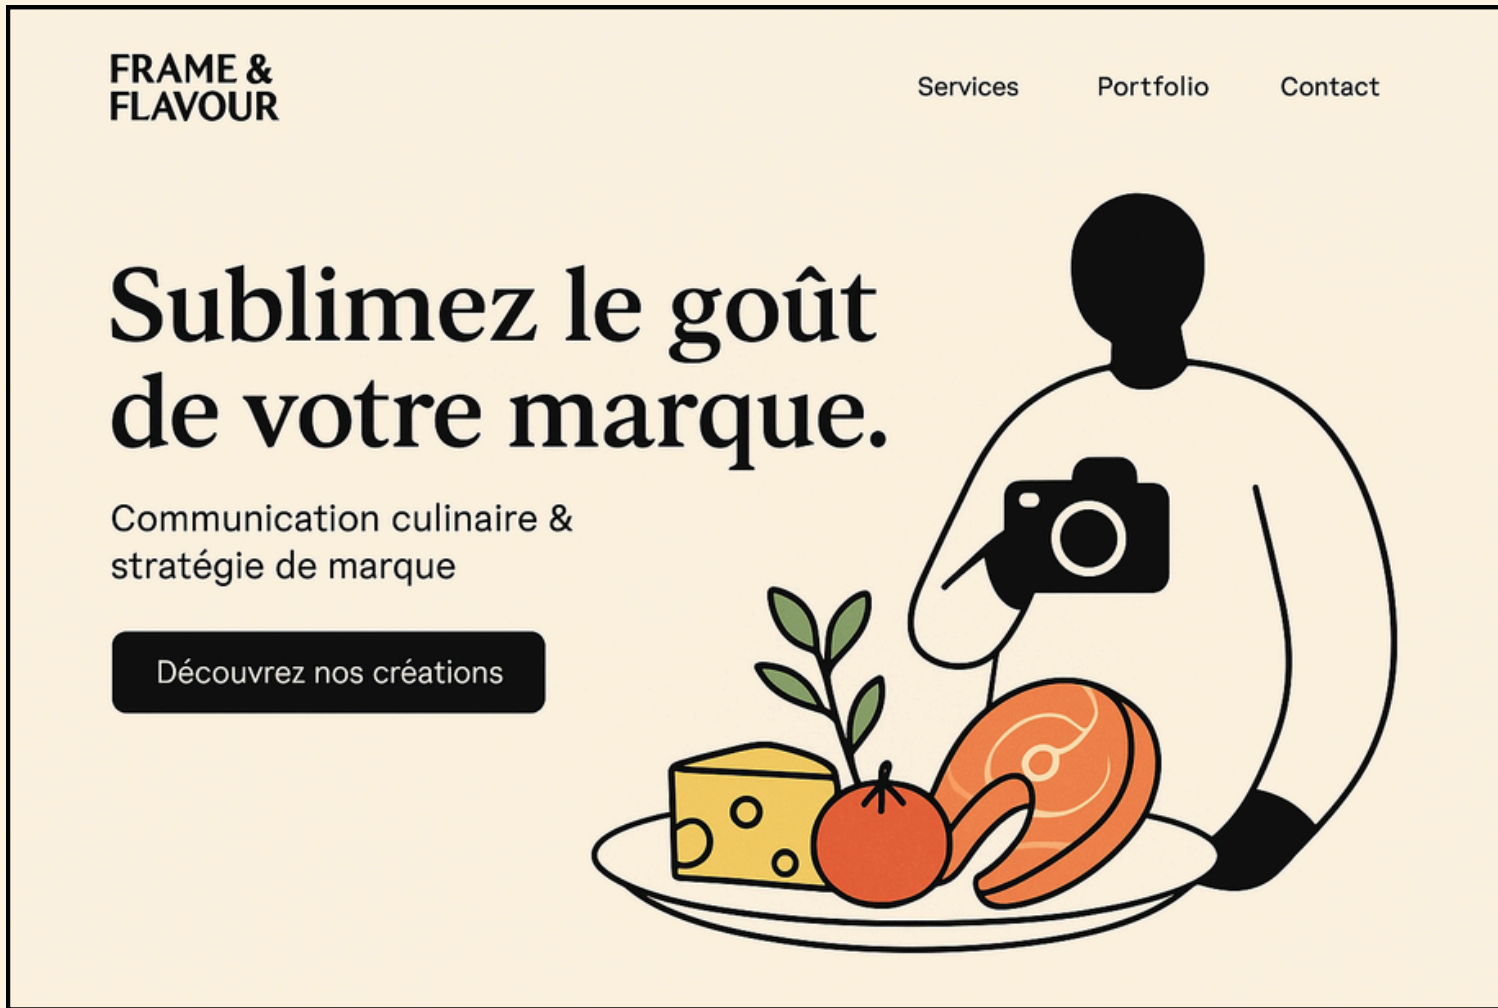 FRAME &
FLAVOUR
Services Portfolio Contact
Sublimez le goût
de votre marque.
Communication culinaire &
stratégie de marque
Découvrez nos créations